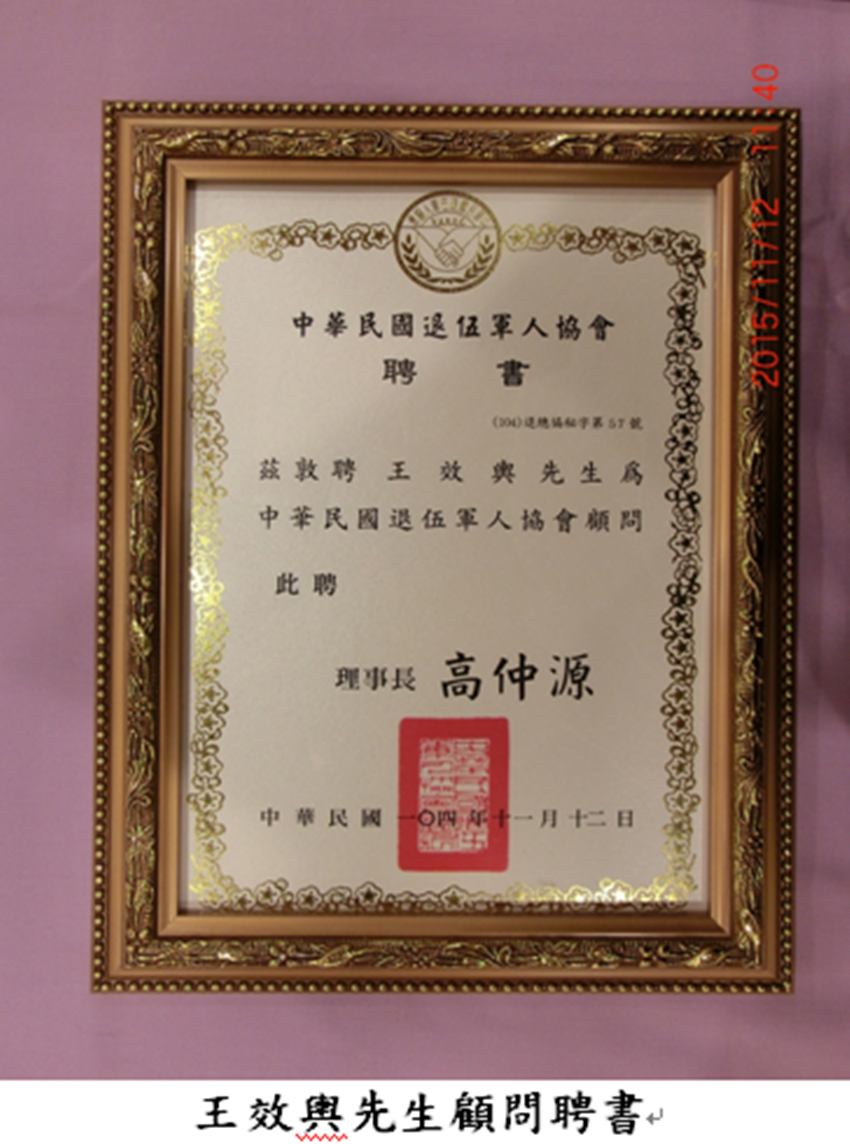 中華民國退伍軍人協會
聘 書
(104)退總協秘字第57號
茲敦聘 王 效 輿 先生為
中華民國退伍軍人協會顧問
此聘
理事長 高仲源
中華民國一〇四年十一月十二日
2015/11/12 11:40
王效輿先生顧問聘書